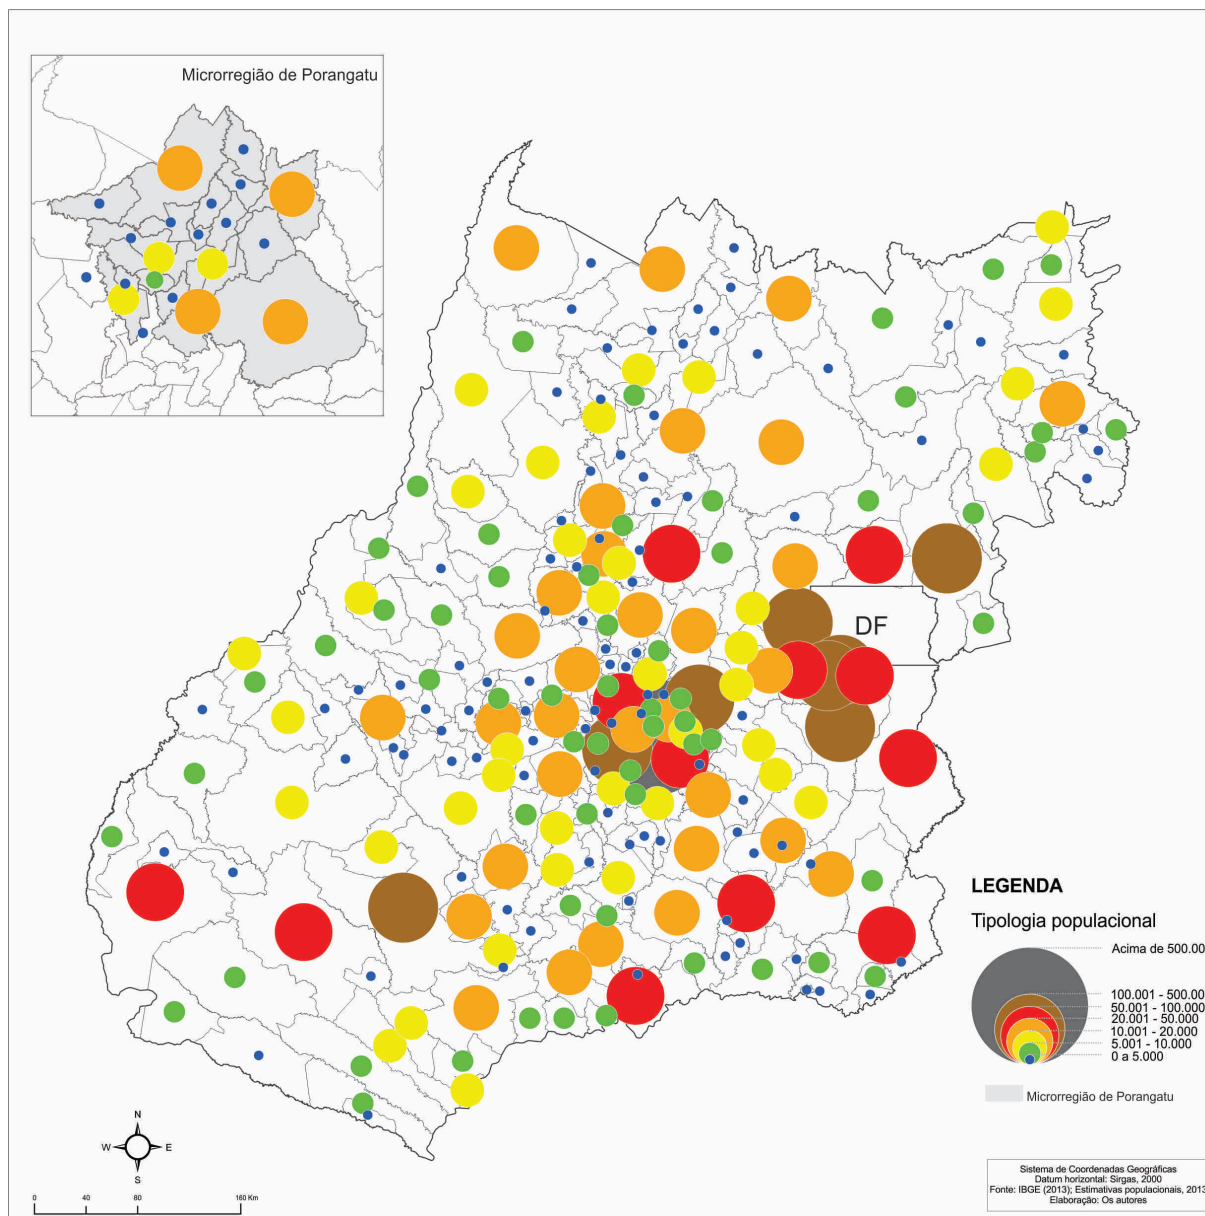 Microrregião de Porangatu
DF
LEGENDA
Tipologia populacional
Acima de 500.00
100.001 - 500.00
50.001 - 100.000
20.001 - 50.000
10.001 - 20.000
5.001 - 10.000
0 a 5.000
Microrregião de Porangatu
N
W E
S
0 40 80 160 Km
Sistema de Coordenadas Geográficas
Datum horizontal: Sirgas, 2000
Fonte: IBGE (2013); Estimativas populacionais, 2013
Elaboração: Os autores